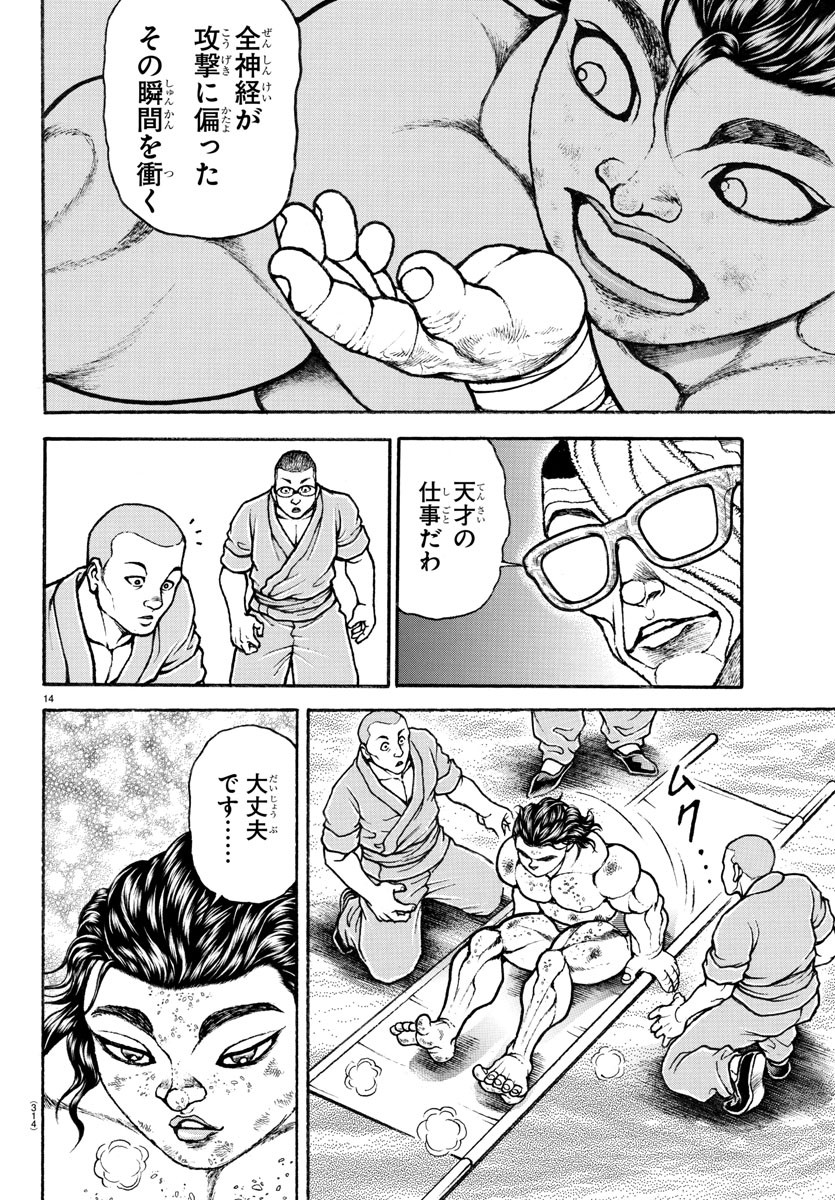 全神経が
攻撃に偏った
その瞬間を衝く
天才の
仕事だわ
14
ムク…
大丈夫
です……
(314)